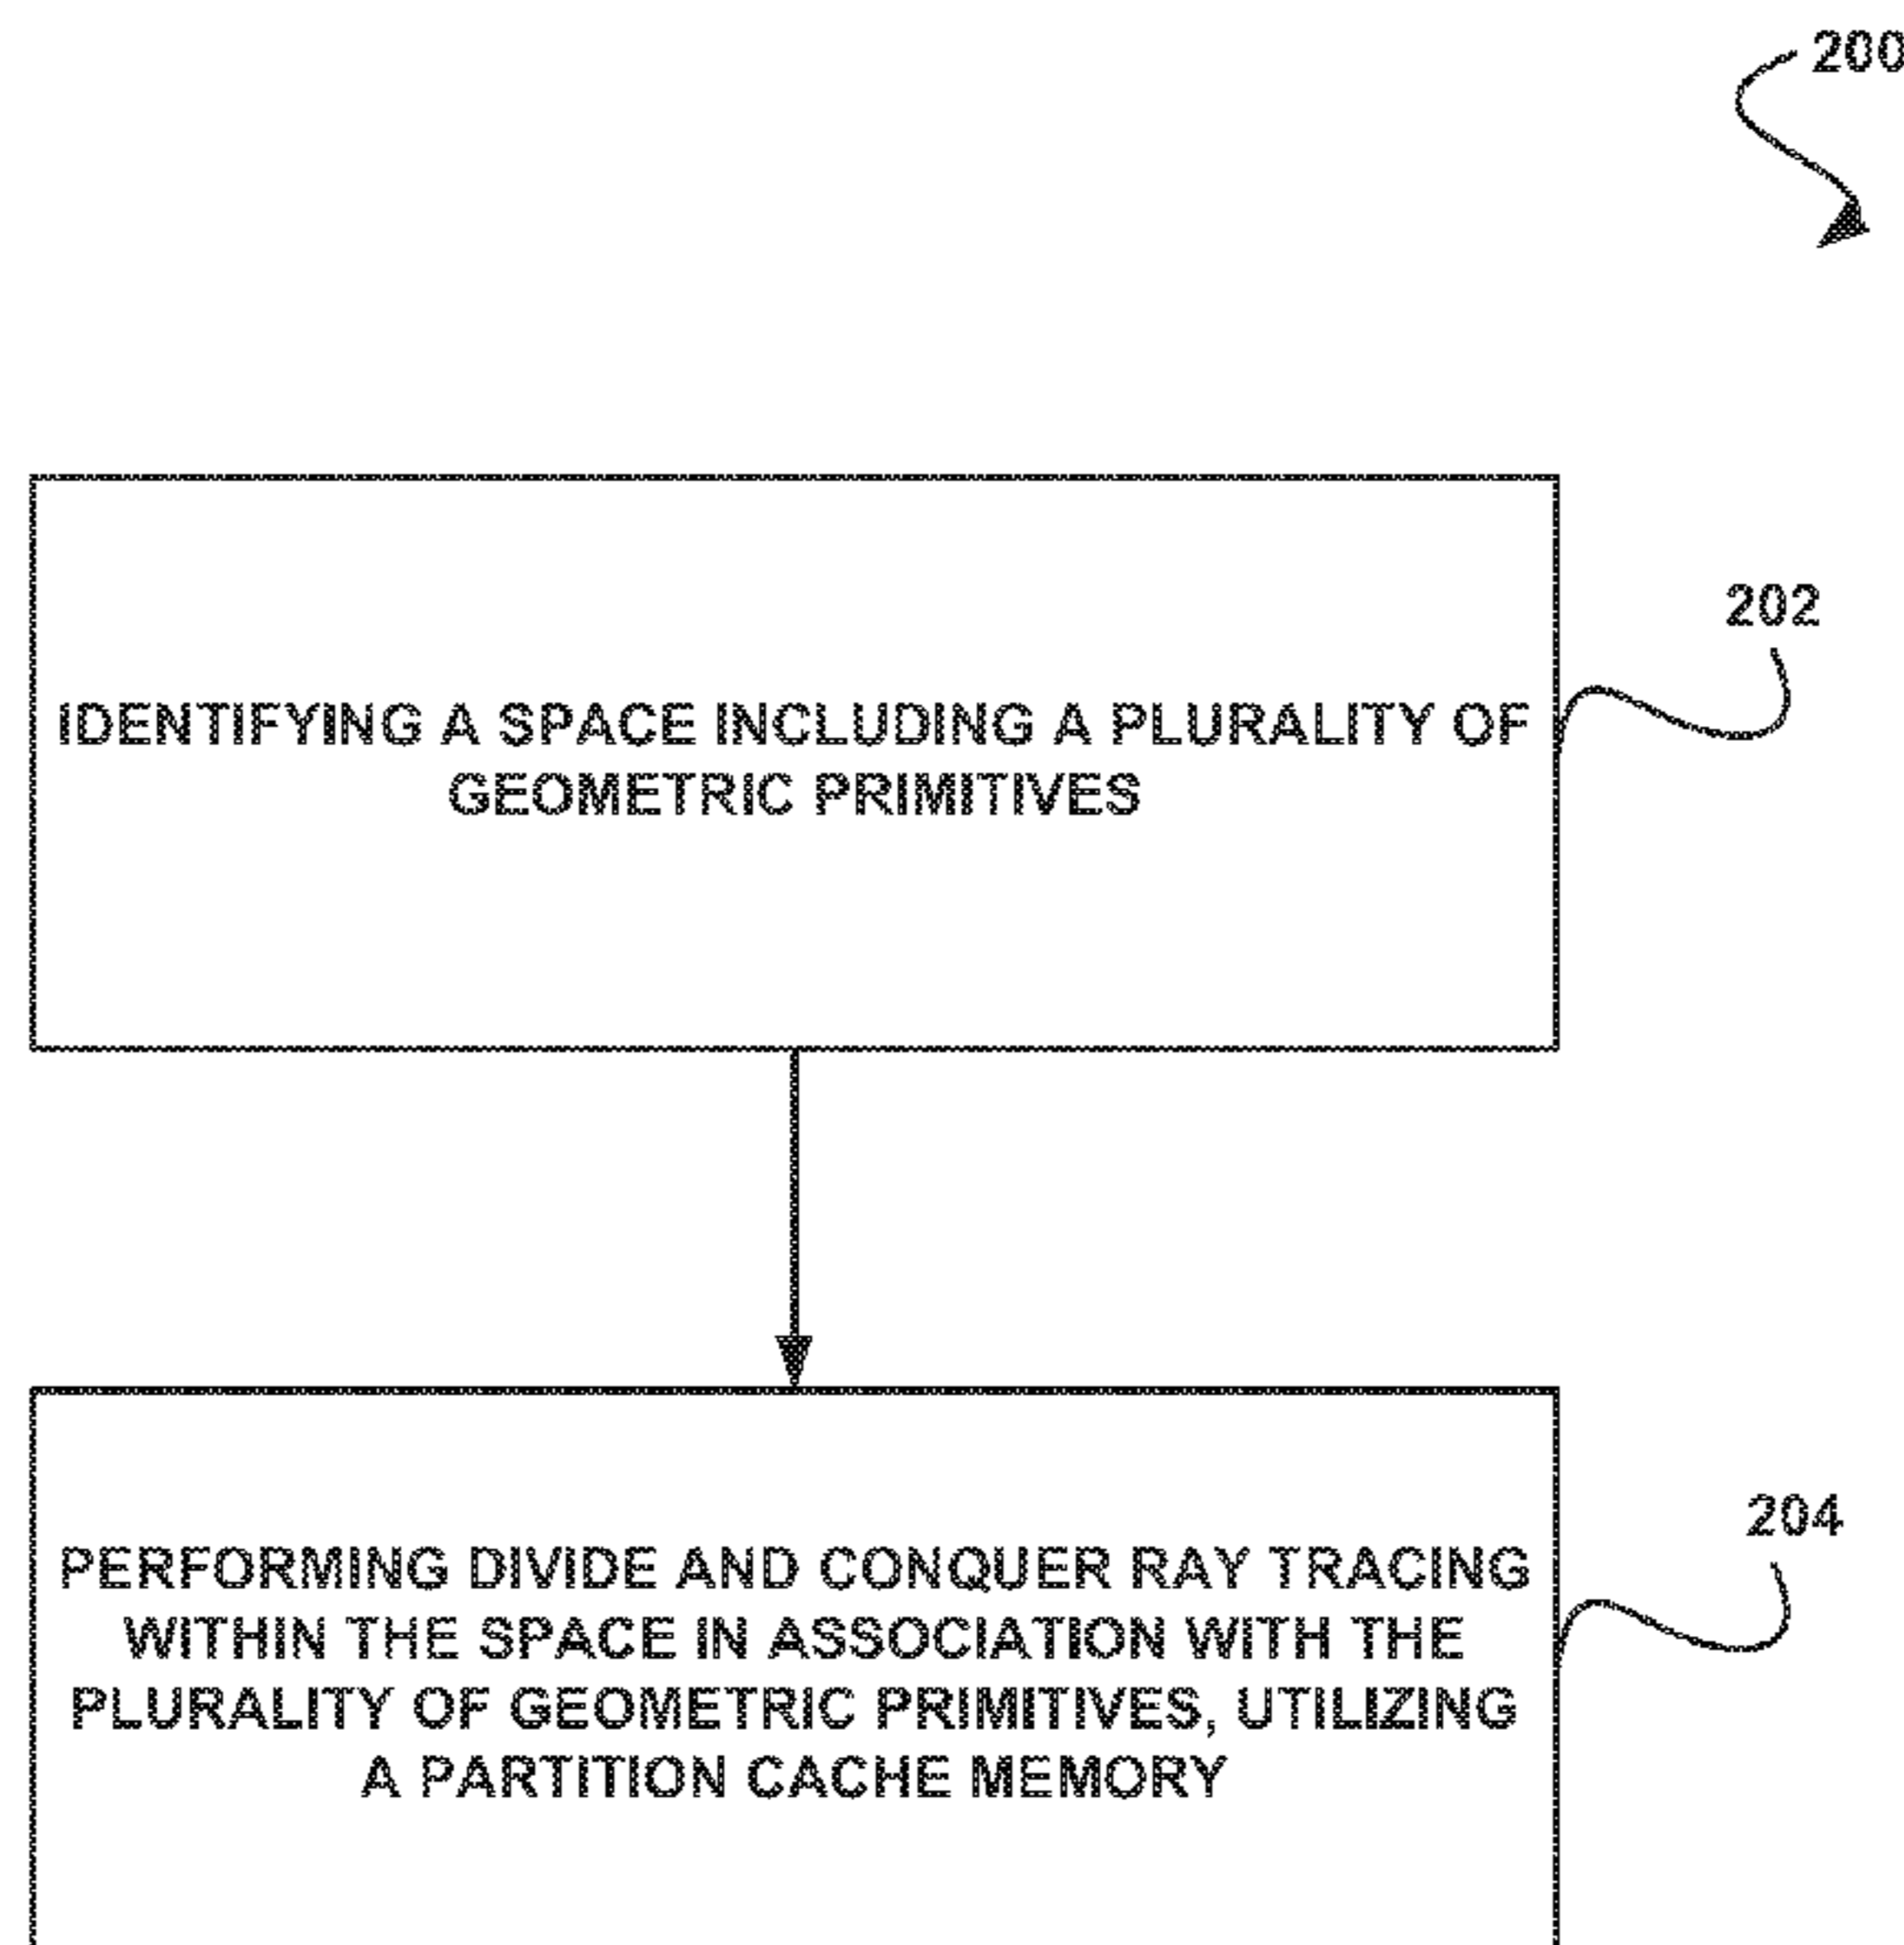 200
202
IDENTIFYING A SPACE INCLUDING A PLURALITY OF
GEOMETRIC PRIMITIVES
204
PERFORMING DIVIDE AND CONQUER RAY TRACING
WITHIN THE SPACE IN ASSOCIATION WITH THE
PLURALITY OF GEOMETRIC PRIMITIVES, UTILIZING
A PARTITION CACHE MEMORY